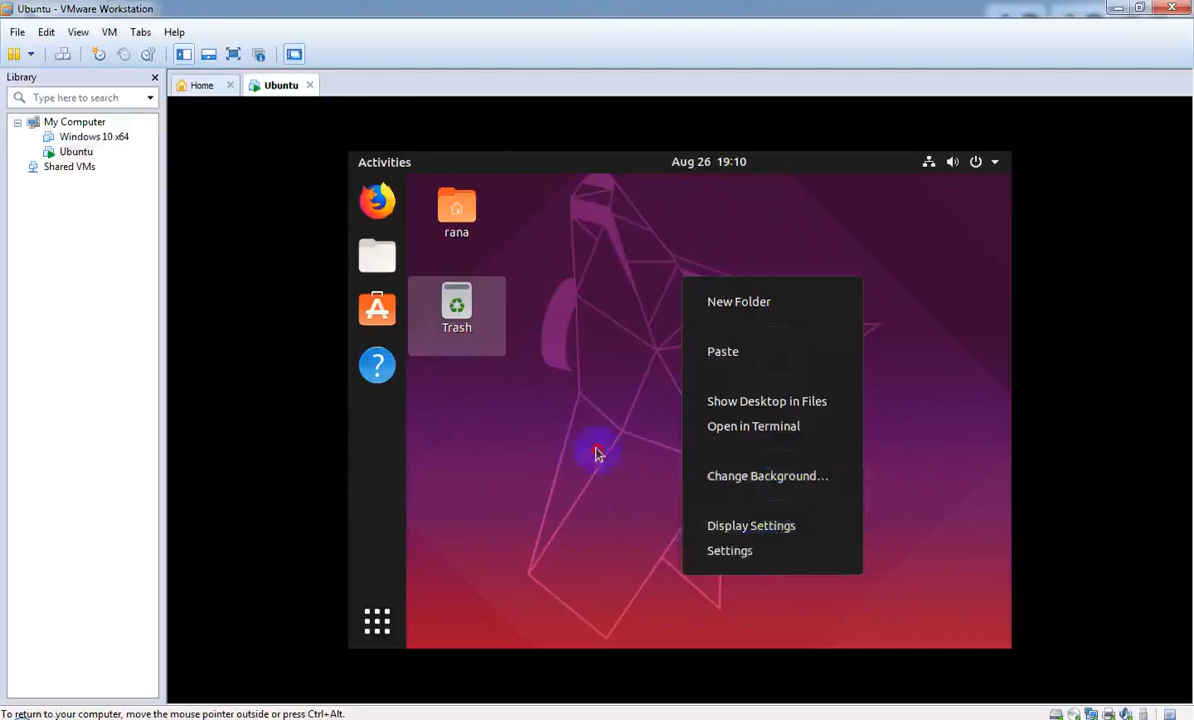 Ubuntu - VMware Workstation
File Edit View VM Tabs Help
Library
Type here to search
My Computer
Windows 10 x64
Ubuntu
Shared VMs
Home
Ubuntu
Activities
Aug 26 19:10
rana
Trash
New Folder
Paste
Show Desktop in Files
Open in Terminal
Change Background…
Display Settings
Settings
To return to your computer, move the mouse pointer outside or press Ctrl+Alt.